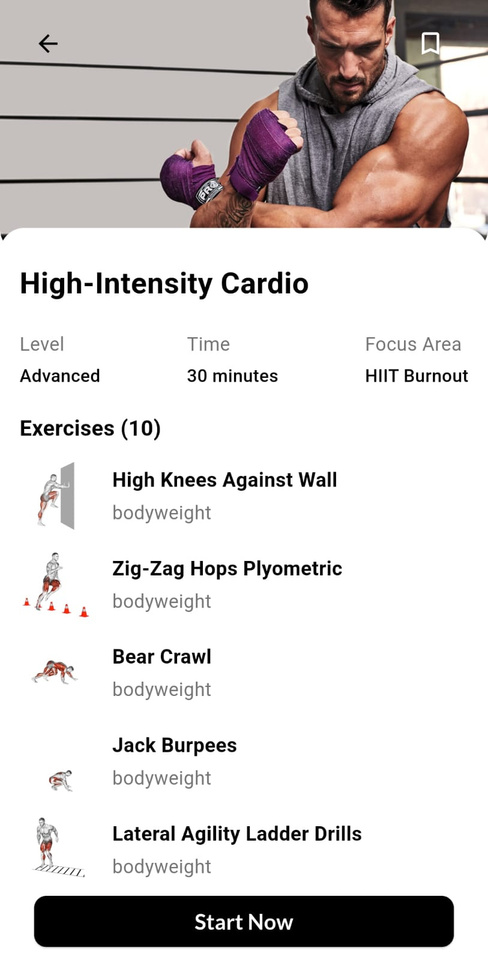 PRO
High-Intensity Cardio
Level Time Focus Area
Advanced 30 minutes HIIT Burnout
Exercises (10)
High Knees Against Wall
bodyweight
Zig-Zag Hops Plyometric
bodyweight
Bear Crawl
bodyweight
Jack Burpees
bodyweight
Lateral Agility Ladder Drills
bodyweight
Start Now